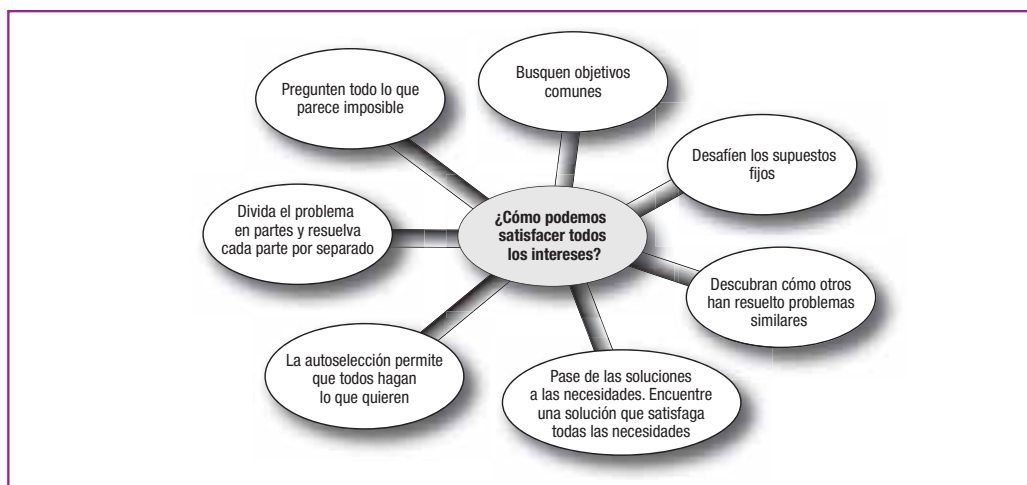 Pregunten todo lo que
parece imposible
Busquen objetivos
comunes
Desafíen los supuestos
fijos
Divida el problema
en partes y resuelva
cada parte por separado
¿Cómo podemos
satisfacer todos
los intereses?
Descubran cómo otros
han resuelto problemas
similares
La autoselección permite
que todos hagan
lo que quieren
Pase de las soluciones
a las necesidades. Encuentre
una solución que satisfaga
todas las necesidades